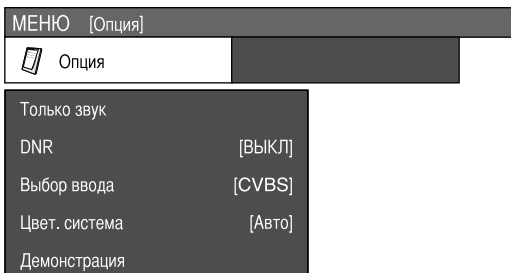 МЕНЮ [Опция]
Опция
Только звук
DNR [ВЫКЛ]
Выбор ввода [CVBS]
Цвет. система [Авто]
Демонстрация